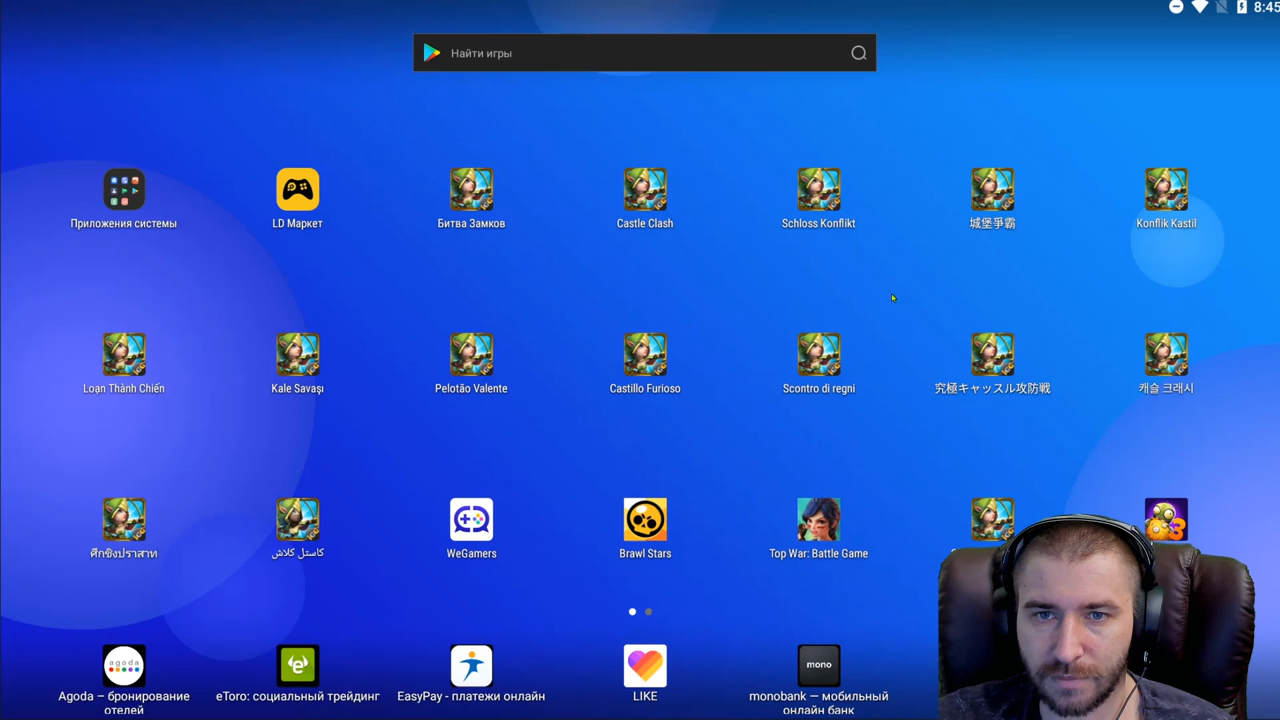 8:45
Найти игры
Приложения системы
LD Маркет
Битва Замков
Castle Clash
Schloss Konflikt
城堡爭霸
Konflik Kastil
Loạn Thành Chiến
Kale Savaşı
Pelotão Valente
Castillo Furioso
Scontro di regni
究極キャッスル攻防戦
캐슬 크래시
ศึกชิงปราสาท
كاستل كلاش
WeGamers
Brawl Stars
Top War: Battle Game
3
agoda
mono
Agoda – бронирование
отелей
eToro: социальный трейдинг
EasyPay - платежи онлайн
LIKE
monobank — мобильный
онлайн банк